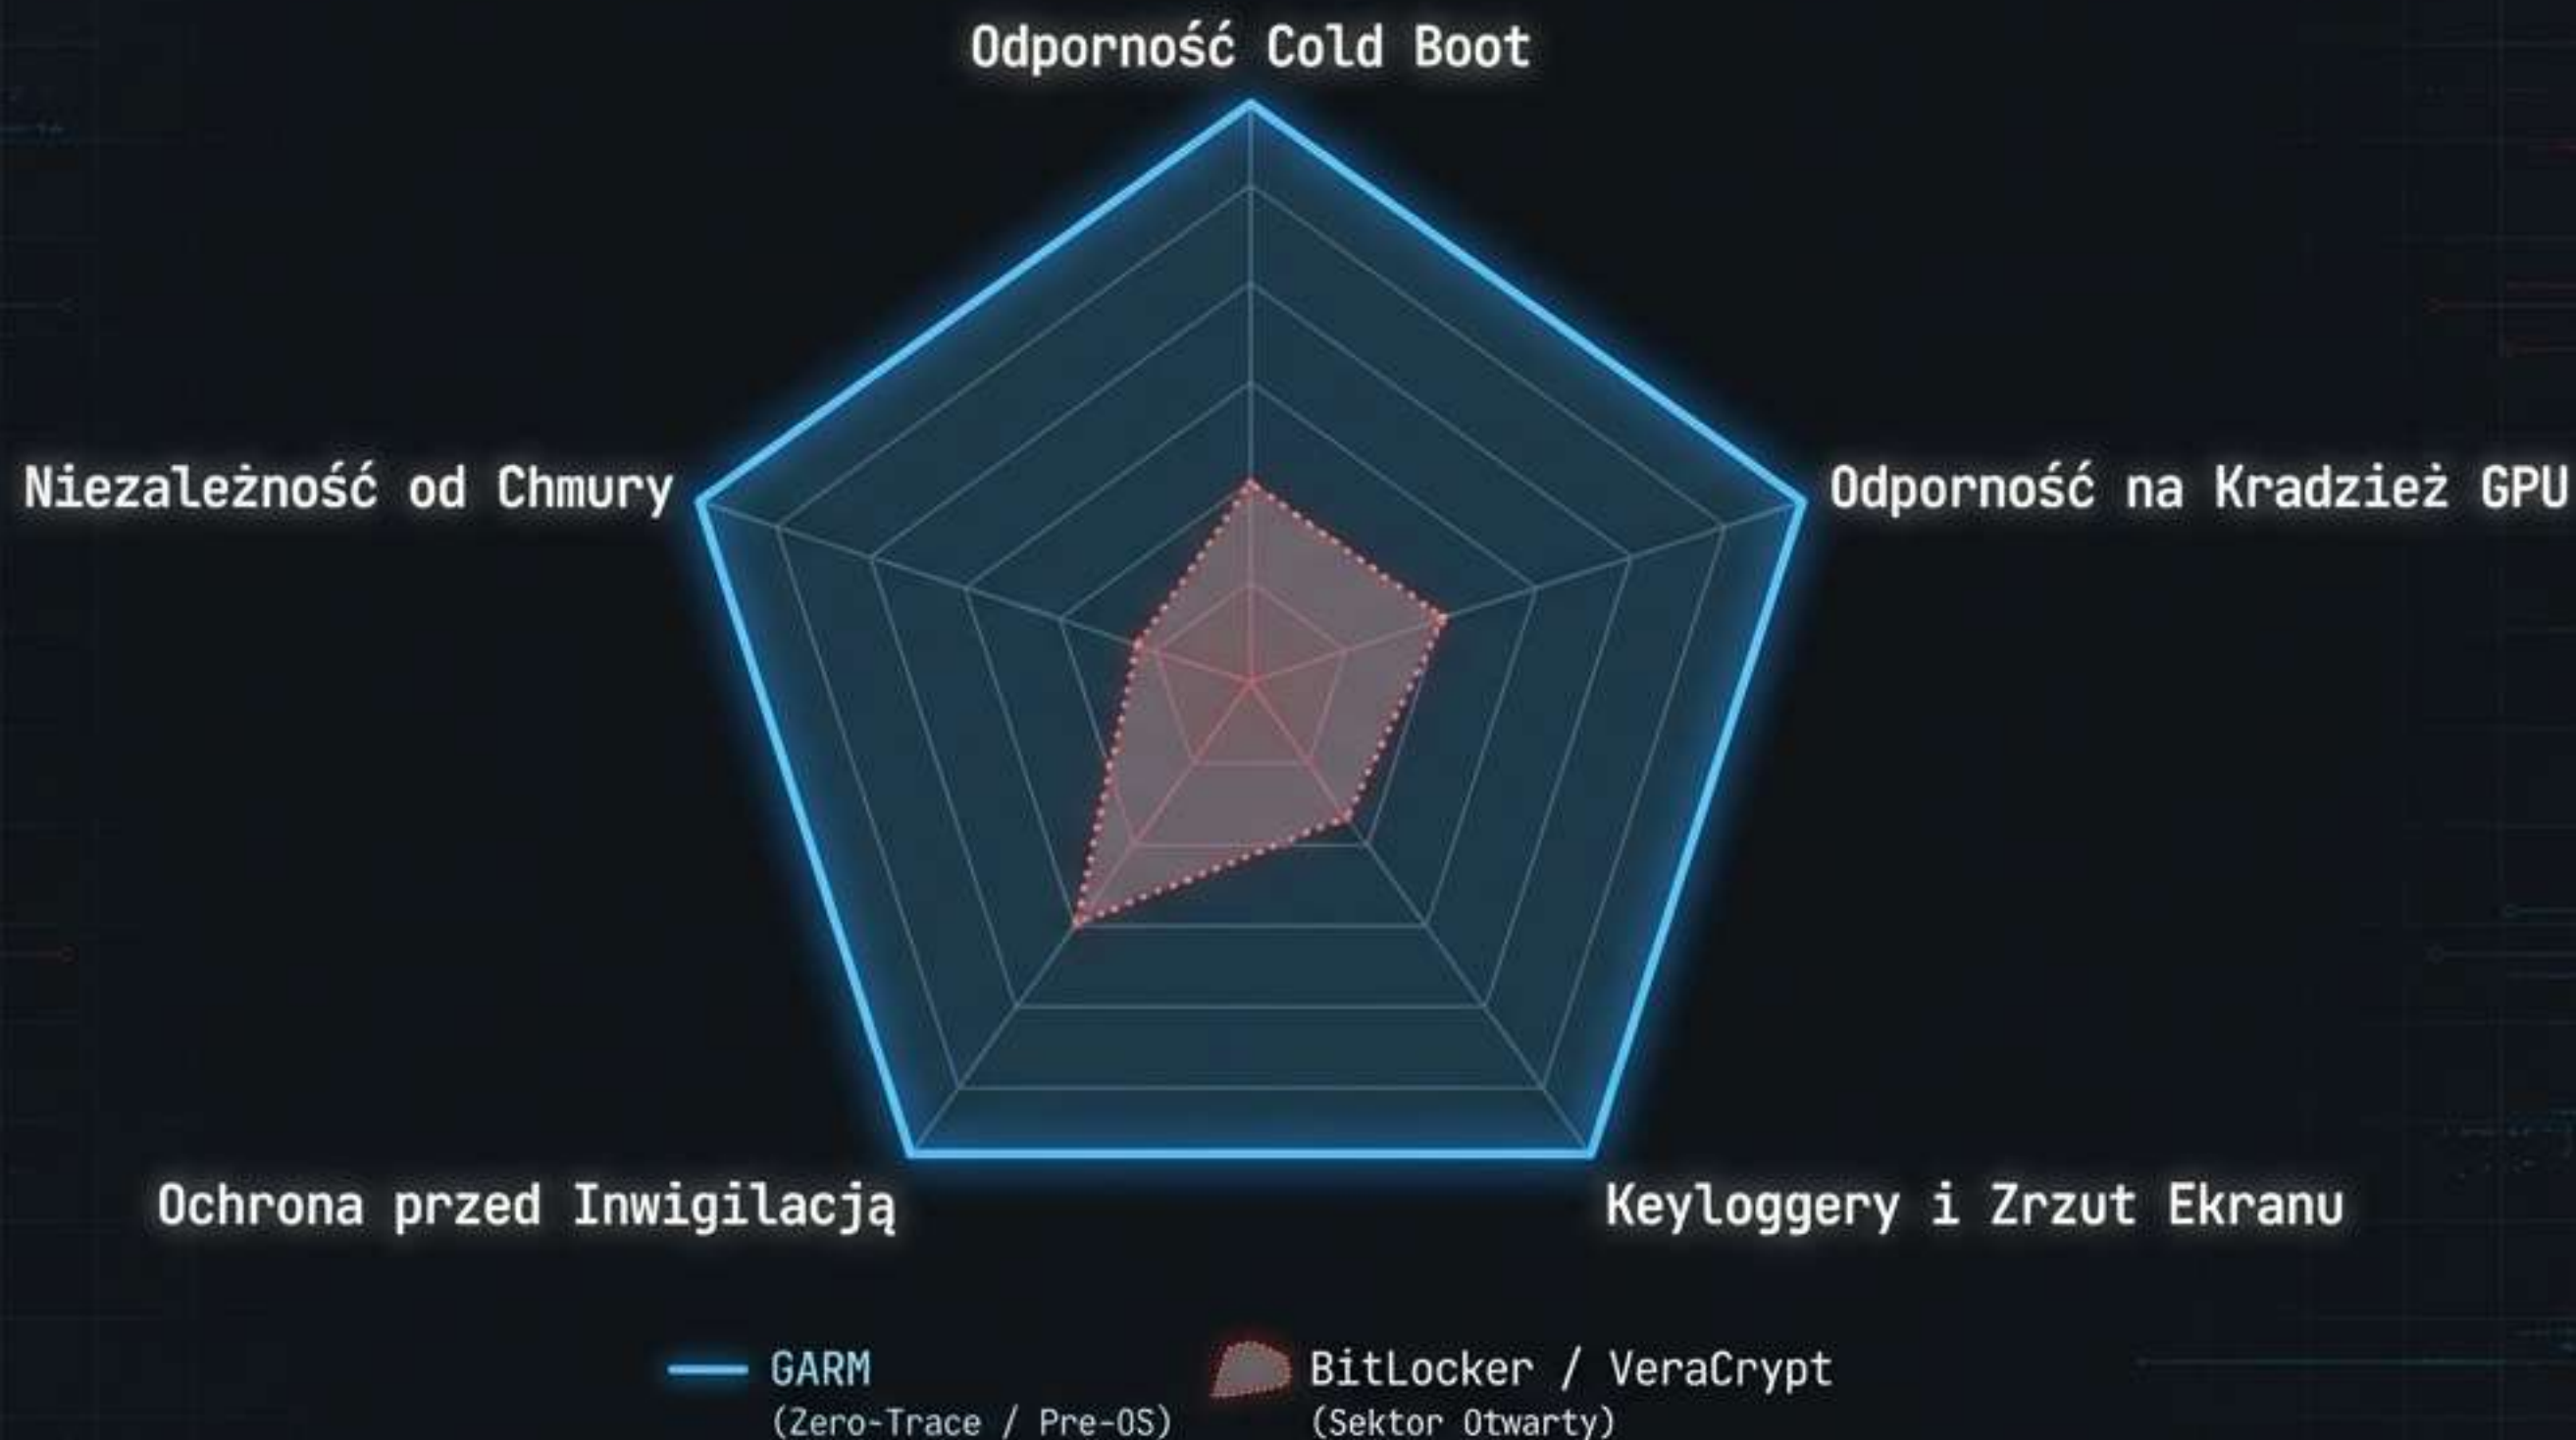 Odporność Cold Boot
Niezależność od Chmury
Odporność na Kradzież GPU
Ochrona przed Inwigilacją
Keyloggery i Zrzut Ekranu
GARM
(Zero-Trace / Pre-OS)
BitLocker / VeraCrypt
(Sektor Otwarty)